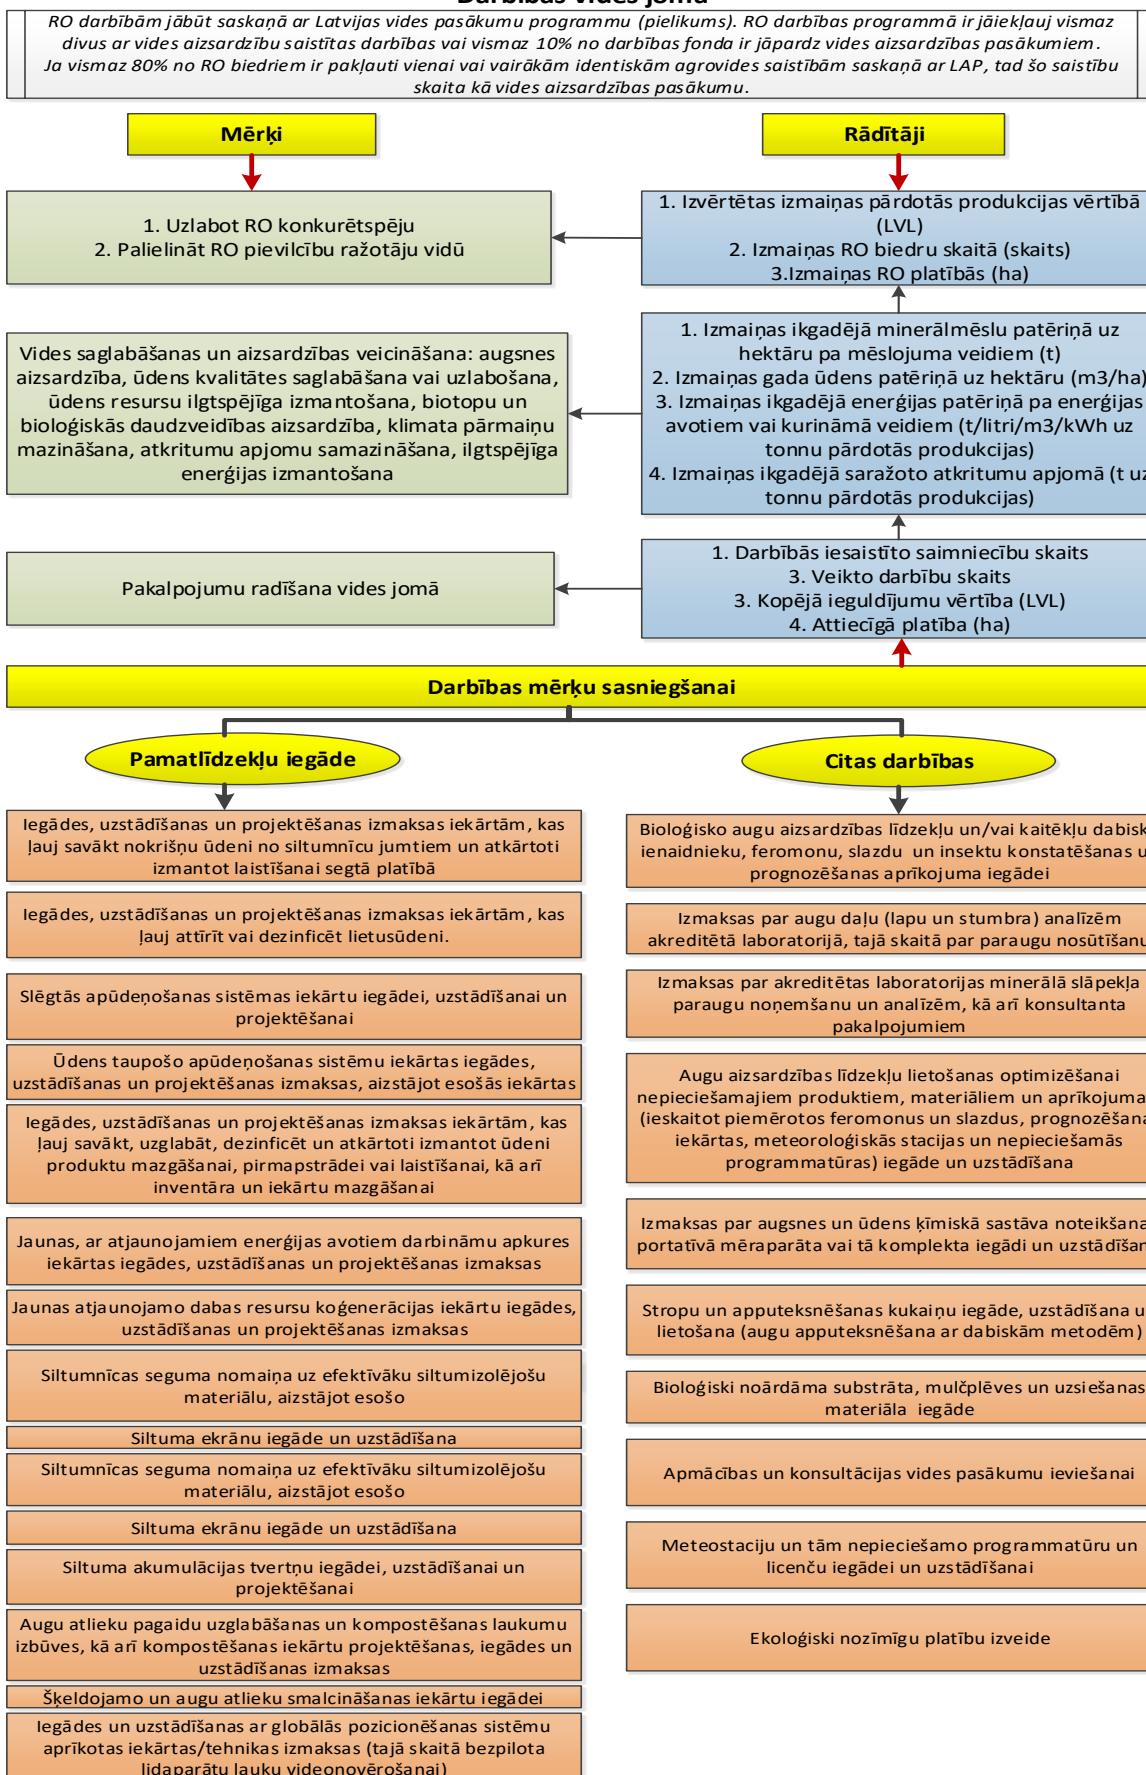 Darbības vides jomā
RO darbībām jābūt saskaņā ar Latvijas vides pasākumu programmu (pielikums). RO darbības programmā ir jāiekļauj vismaz
divus ar vides aizsardzību saistītas darbības vai vismaz 10% no darbības fonda ir jāpardz vides aizsardzības pasākumiem.
Ja vismaz 80% no RO biedriem ir pakļauti vienai vai vairākām identiskām agrovides saistībām saskaņā ar LAP, tad šo saistību
skaita kā vides aizsardzības pasākumu.
Mērķi
Rādītāji
1. Uzlabot RO konkurētspēju
2. Palielināt RO pievilcību ražotāju vidū
1. Izvērtētas izmaiņas pārdotās produkcijas vērtībā
(LVL)
2. Izmaiņas RO biedru skaitā (skaits)
3.Izmaiņas RO platībās (ha)
Vides saglabāšanas un aizsardzības veicināšana: augsnes
aizsardzība, ūdens kvalitātes saglabāšana vai uzlabošana,
ūdens resursu ilgtspējīga izmantošana, biotopu un
bioloģiskās daudzveidības aizsardzība, klimata pārmaiņu
mazināšana, atkritumu apjomu samazināšana, ilgtspējīga
enerģijas izmantošana
1. Izmaiņas ikgadējā minerālmēslu patēriņā uz
hektāru pa mēslojuma veidiem (t)
2. Izmaiņas gada ūdens patēriņā uz hektāru (m3/ha)
3. Izmaiņas ikgadējā enerģijas patēriņā pa enerģijas
avotiem vai kurināmā veidiem (t/litri/m3/kWh uz
tonnu pārdotās produkcijas)
4. Izmaiņas ikgadējā saražoto atkritumu apjomā (t uz
tonnu pārdotās produkcijas)
Pakalpojumu radīšana vides jomā
1. Darbībās iesaistīto saimniecību skaits
3. Veikto darbību skaits
3. Kopējā ieguldījumu vērtība (LVL)
4. Attiecīgā platība (ha)
Darbības mērķu sasniegšanai
Pamatlīdzekļu iegāde
Citas darbības
Iegādes, uzstādīšanas un projektēšanas izmaksas iekārtām, kas
ļauj savākt nokrišņu ūdeni no siltumnīcu jumtiem un atkārtoti
izmantot laistīšanai segtā platībā
Iegādes, uzstādīšanas un projektēšanas izmaksas iekārtām, kas
ļauj attīrīt vai dezinficēt lietusūdeni.
Slēgtās apūdeņošanas sistēmas iekārtu iegādei, uzstādīšanai un
projektēšanai
Ūdens taupošo apūdeņošanas sistēmu iekārtas iegādes,
uzstādīšanas un projektēšanas izmaksas, aizstājot esošās iekārtas
Iegādes, uzstādīšanas un projektēšanas izmaksas iekārtām, kas
ļauj savākt, uzglabāt, dezinficēt un atkārtoti izmantot ūdeni
produktu mazgāšanai, pirmapstrādei vai laistīšanai, kā arī
inventāra un iekārtu mazgāšanai
Jaunas, ar atjaunojamiem enerģijas avotiem darbināmu apkures
iekārtas iegādes, uzstādīšanas un projektēšanas izmaksas
Jaunas atjaunojamo dabas resursu koģenerācijas iekārtu iegādes,
uzstādīšanas un projektēšanas izmaksas
Siltumnīcas seguma nomaiņa uz efektīvāku siltumizolējošu
materiālu, aizstājot esošo
Siltuma ekrānu iegāde un uzstādīšana
Siltumnīcas seguma nomaiņa uz efektīvāku siltumizolējošu
materiālu, aizstājot esošo
Siltuma ekrānu iegāde un uzstādīšana
Siltuma akumulācijas tvertņu iegādei, uzstādīšanai un
projektēšanai
Augu atlieku pagaidu uzglabāšanas un kompostēšanas laukumu
izbūves, kā arī kompostēšanas iekārtu projektēšanas, iegādes un
uzstādīšanas izmaksas
Šķeldojamo un augu atlieku smalcināšanas iekārtu iegādei
Iegādes un uzstādīšanas ar globālās pozicionēšanas sistēmu
aprīkotas iekārtas/tehnikas izmaksas (tajā skaitā bezpilota
lidaparātu lauku videonovērošanai)
Bioloģisko augu aizsardzības līdzekļu un/vai kaitēkļu dabisk
ienaidnieku, feromonu, slazdu un insektu konstatēšanas u
prognozēšanas aprīkojuma iegādei
Izmaksas par augu daļu (lapu un stumbra) analīzēm
akreditētā laboratorijā, tajā skaitā par paraugu nosūtīšanu
Izmaksas par akreditētas laboratorijas minerālā slāpekļa
paraugu noņemšanu un analīzēm, kā arī konsultanta
pakalpojumiem
Augu aizsardzības līdzekļu lietošanas optimizēšanai
nepieciešamajiem produktiem, materiāliem un aprīkojuma
(ieskaitot piemērotos feromonus un slazdus, prognozēšana
iekārtas, meteoroloģiskās stacijas un nepieciešamās
programmatūras) iegāde un uzstādīšana
Izmaksas par augsnes un ūdens ķīmiskā sastāva noteikšana
portatīvā mēraparāta vai tā komplekta iegādi un uzstādīšan
Stropu un apputeksnēšanas kukaiņu iegāde, uzstādīšana u
lietošana (augu apputeksnēšana ar dabiskām metodēm)
Bioloģiski noārdāma substrāta, mulčplēves un uzsiešanas
materiāla iegāde
Apmācības un konsultācijas vides pasākumu ieviešanai
Meteostaciju un tām nepieciešamo programmatūru un
licenču iegādei un uzstādīšanai
Ekoloģiski nozīmīgu platību izveide